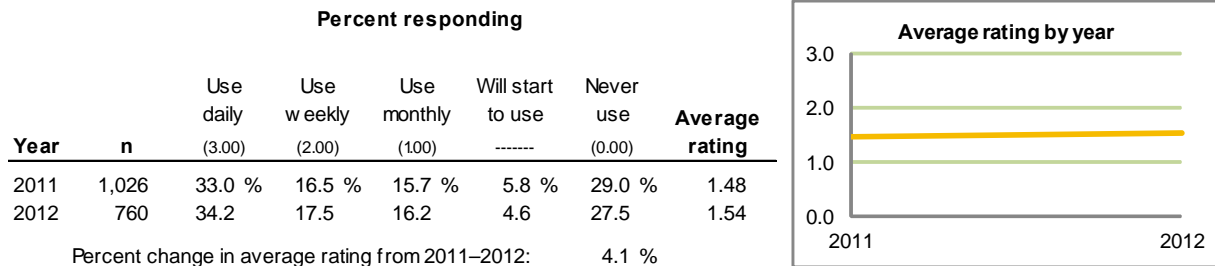 Percent responding
Use Use Use Will start Never
daily weekly monthly to use use Average
Year n (3.00) (2.00) (1.00) ------- (0.00) rating
2011 1,026 33.0 % 16.5 % 15.7 % 5.8 % 29.0 % 1.48
2012 760 34.2 17.5 16.2 4.6 27.5 1.54
Percent change in average rating from 2011–2012: 4.1 %
Average rating by year
3.0
2.0
1.0
0.0
2011 2012